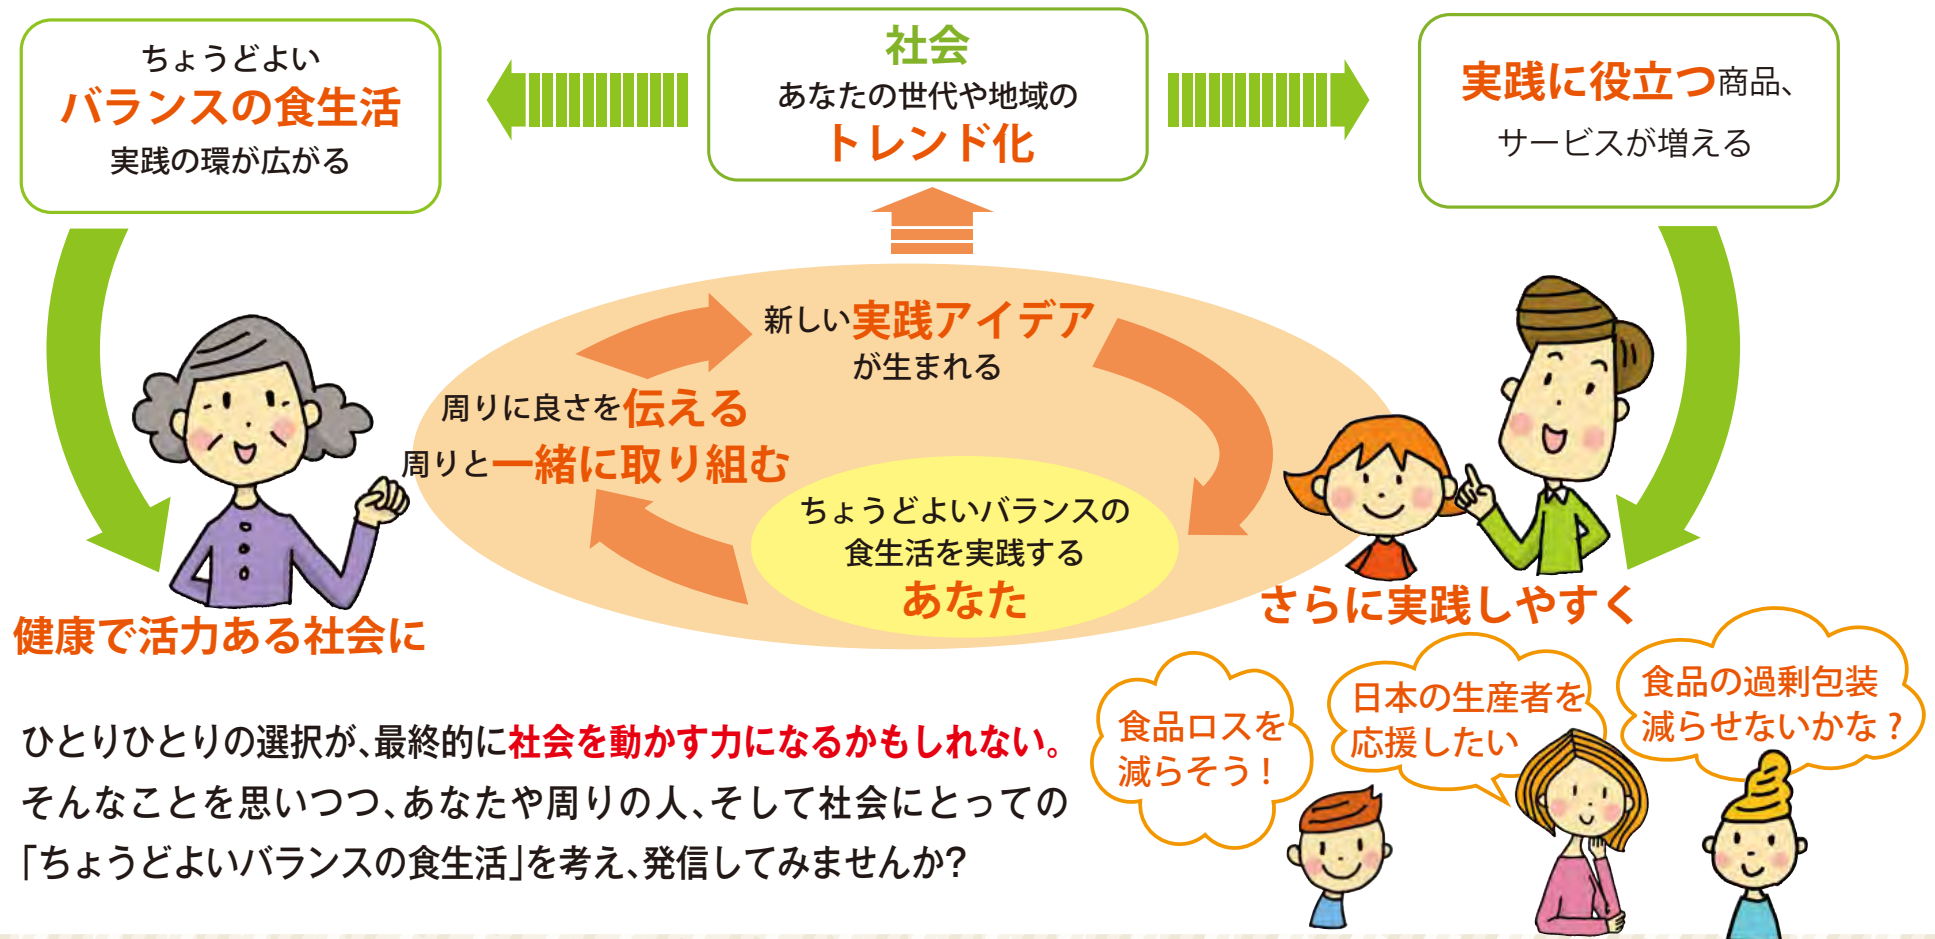 ちょうどよい
バランスの食生活
実践の環が広がる
社会
あなたの世代や地域の
トレンド化
実践に役立つ商品、
サービスが増える
新しい実践アイデア
が生まれる
周りに良さを伝える
周りと一緒に取り組む
ちょうどよいバランスの
食生活を実践する
あなた
健康で活力ある社会に
さらに実践しやすく
ひとりひとりの選択が、最終的に社会を動かす力になるかもしれない。
そんなことを思いつつ、あなたや周りの人、そして社会にとっての
「ちょうどよいバランスの食生活」を考え、発信してみませんか?
食品ロスを
減らそう!
日本の生産者を
応援したい
食品の過剰包装
減らせないかな?